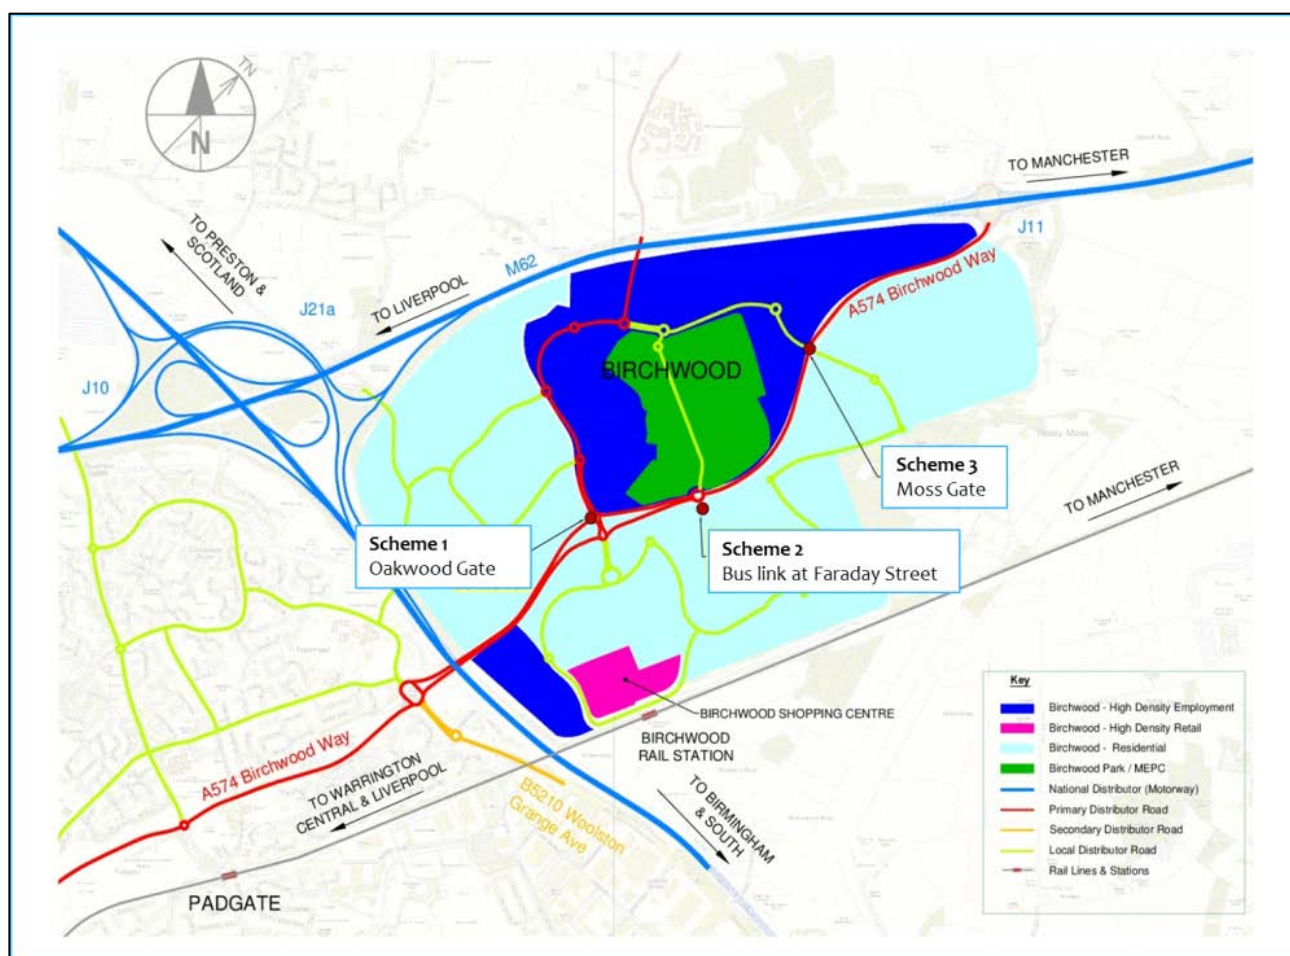 TN
N
TO MANCHESTER
J11
TO PRESTON &
SCOTLAND
M62
J21a
TO LIVERPOOL
A574 Birchwood Way
J10
BIRCHWOOD
Scheme 3
Moss Gate
TO MANCHESTER
Scheme 1
Oakwood Gate
Scheme 2
Bus link at Faraday Street
BIRCHWOOD SHOPPING CENTRE
BIRCHWOOD
RAIL STATION
A574 Birchwood Way
TO WARRINGTON
CENTRAL & LIVERPOOL
B5210 Woolston
Grange Ave
TO BIRMINGHAM
& SOUTH
PADGATE
Key
Birchwood - High Density Employment
Birchwood - High Density Retail
Birchwood - Residential
Birchwood Park / MEPC
National Distributor (Motorway)
Primary Distributor Road
Secondary Distributor Road
Local Distributor Road
Rail Lines & Stations